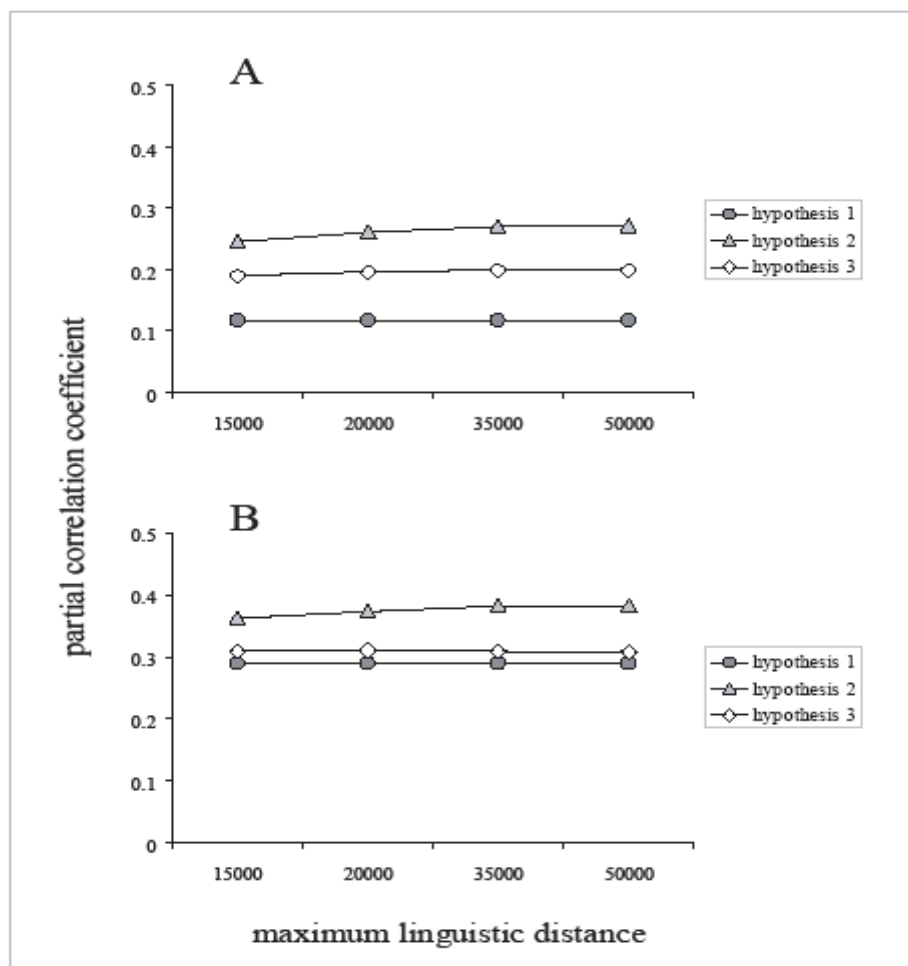 A
0.5
0.4
0.3
0.2
0.1
0
15000 20000 35000 50000
hypothesis 1
hypothesis 2
hypothesis 3
partial correlation coefficient
B
0.5
0.4
0.3
0.2
0.1
0
15000 20000 35000 50000
hypothesis 1
hypothesis 2
hypothesis 3
maximum linguistic distance